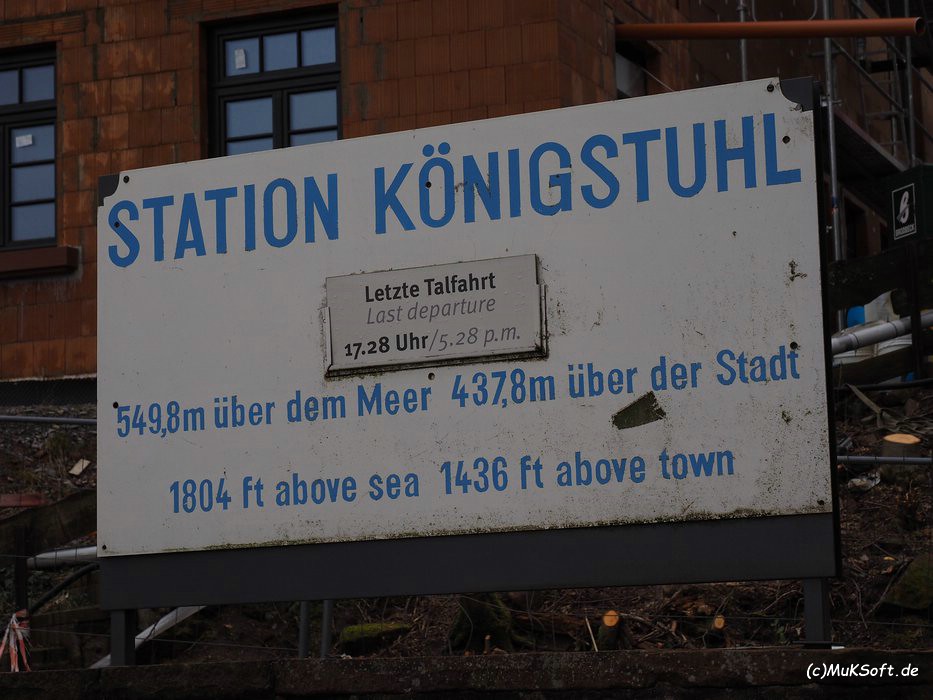 STATION KÖNIGSTUHL
Letzte Talfahrt
Last departure
17.28 Uhr/5.28 p.m.
549,8m über dem Meer 437,8m über der Stadt
1804 ft above sea 1436 ft above town
(c)MuKSoft.de